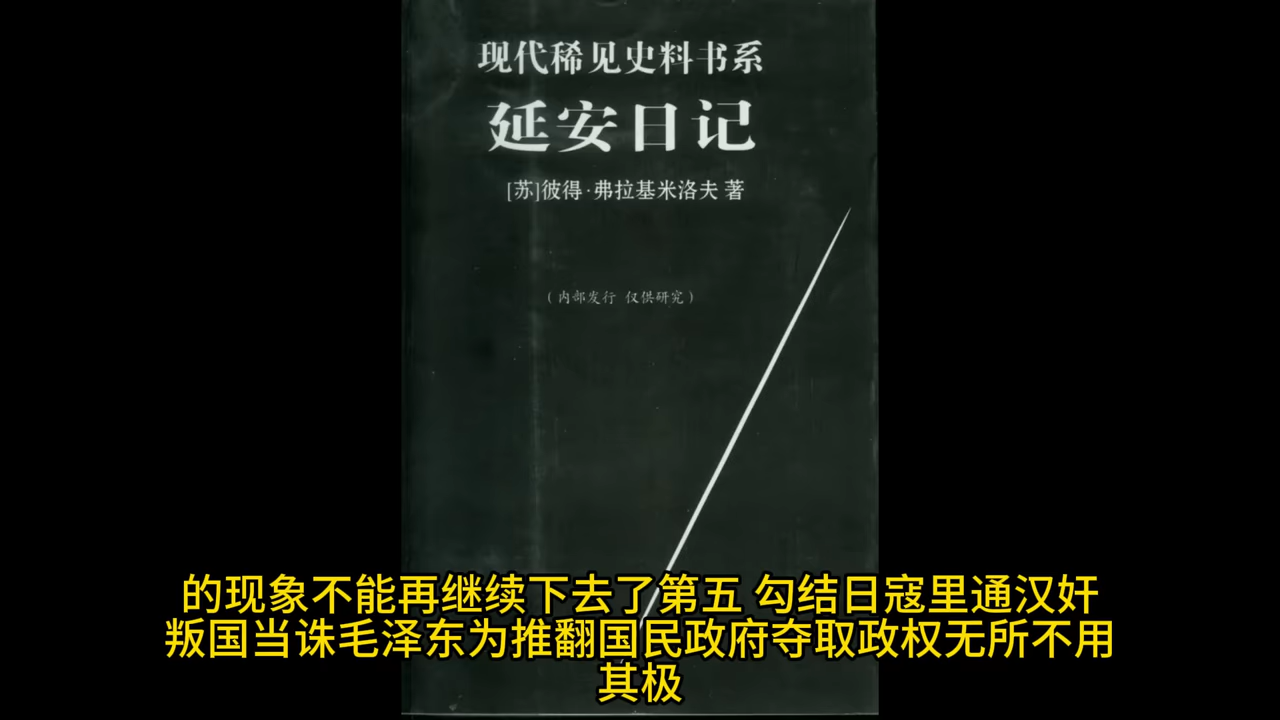 现代稀见史料书系
延安日记
[苏]彼得·弗拉基米洛夫 著
（内部发行 仅供研究）
的现象不能再继续下去了第五 勾结日寇里通汉奸
叛国当诛毛泽东为推翻国民政府夺取政权无所不用
其极